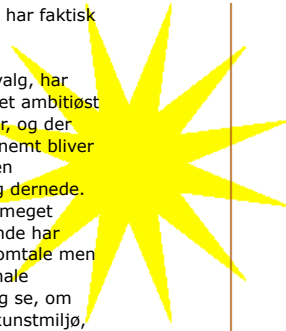 har faktisk
valg, har
et ambitiøst
r, og der
nemt bliver
en
g dernede.
meget
nde har
omtale men
nale
g se, om
kunstmiljø,